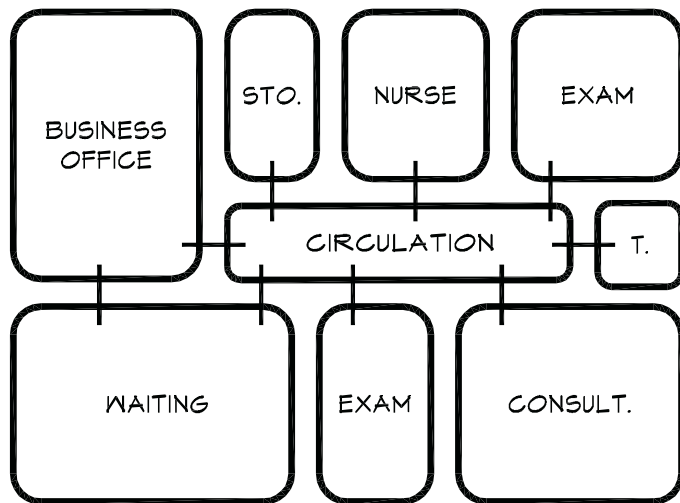 STO.
NURSE
EXAM
BUSINESS
OFFICE
CIRCULATION
T.
WAITING
EXAM
CONSULT.